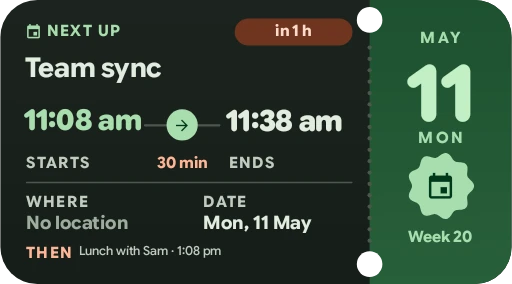 NEXT UP
in 1 h
Team sync
11:08 am
11:38 am
STARTS
30 min
ENDS
WHERE
DATE
No location
Mon, 11 May
THEN Lunch with Sam · 1:08 pm
MAY
11
MON
Week 20